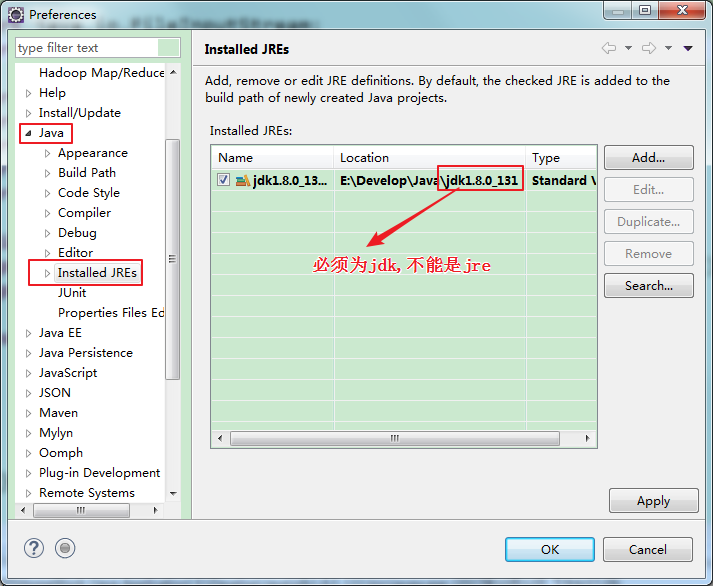 java.io.FileInputStream;
Preferences
type filter text
Hadoop Map/Reduce
Help
Install/Update
Java
Appearance
Build Path
Code Style
Compiler
Debug
Editor
Installed JREs
JUnit
Properties Files Ed
Java EE
Java Persistence
JavaScript
JSON
Maven
Mylyn
Oomph
Plug-in Development
Remote Systems
Installed JREs
Add, remove or edit JRE definitions. By default, the checked JRE is added to the
build path of newly created Java projects.
Installed JREs:
Name Location Type
jdk1.8.0_13... E:\Develop\Java\jdk1.8.0_131 Standard V
必须为jdk,不能是jre
Add...
Edit...
Duplicate...
Remove
Search...
Apply
OK Cancel